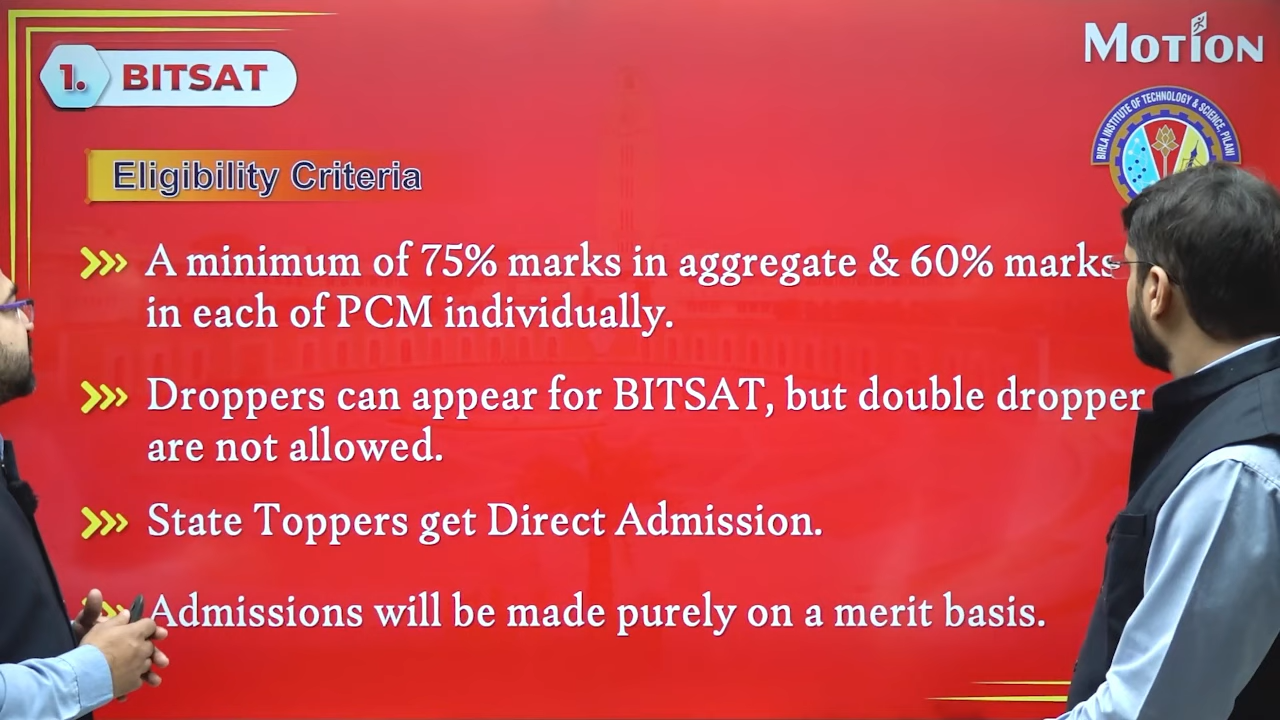 MOTION
1. BITSAT
BIRLA INSTITUTE OF TECHNOLOGY & SCIENCE, PILANI
Eligibility Criteria
A minimum of 75% marks in aggregate & 60% marks
in each of PCM individually.
Droppers can appear for BITSAT, but double dropper
are not allowed.
State Toppers get Direct Admission.
Admissions will be made purely on a merit basis.